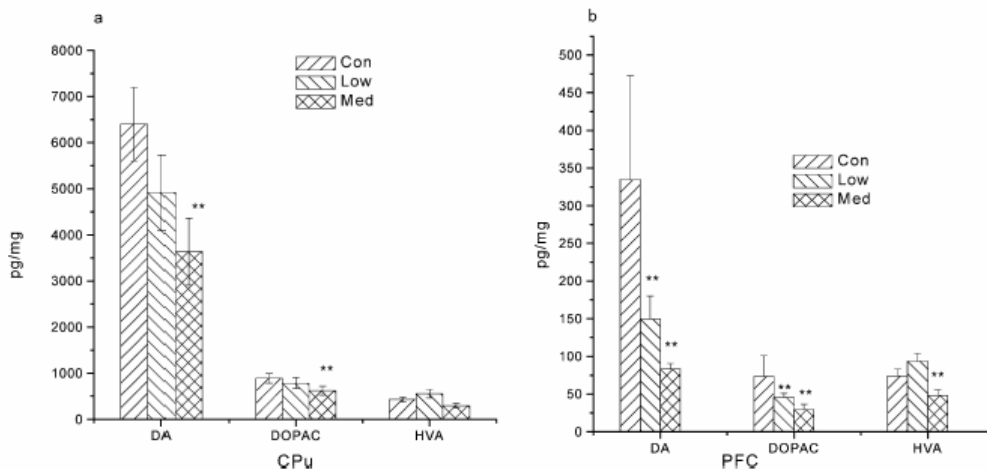 a
8000
7000
6000
5000
4000
3000
2000
1000
0
pg/mg
Con
Low
Med
**
**
DA
DOPAC
HVA
CPu
b
500
450
400
350
300
250
200
150
100
50
0
pg/mg
Con
Low
Med
**
**
**
**
**
DA
DOPAC
HVA
PFC